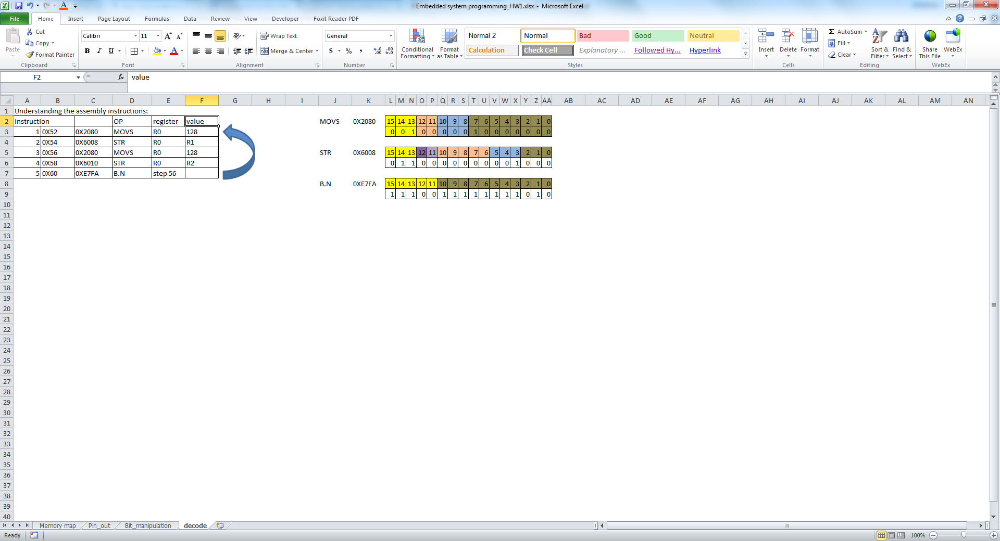 Embedded system programming_HW1.xlsx - Microsoft Excel
File Home Insert Page Layout Formulas Data Review View Developer Foxit Reader PDF
Paste Cut Copy Format Painter Clipboard
Calibri 11 A A B I U A Font
Wrap Text Merge & Center Alignment
General $ % , Number
Conditional Formatting Format as Table
Normal 2 Normal Bad Good Neutral
Calculation Check Cell Explanatory ... Followed Hy... Hyperlink
Styles
Insert Delete Format Cells
Σ AutoSum Fill Clear Sort & Filter Find & Select Editing
Share This File WebEx WebEx
F2 fx value
A B C D E F G H I J K L M N O P Q R S T U V W X Y Z AA AB AC AD AE AF AG AH AI AJ AK AL AM AN
1 Understanding the assembly instructions:
2 instruction OP register value MOVS 0X2080 15 14 13 12 11 10 9 8 7 6 5 4 3 2 1 0
3 1 0X52 0X2080 MOVS R0 128 0 0 1 0 0 0 0 0 1 0 0 0 0 0 0 0
4 2 0X54 0X6008 STR R0 R1
5 3 0X56 0X2080 MOVS R0 128 STR 0X6008 15 14 13 12 11 10 9 8 7 6 5 4 3 2 1 0
6 4 0X58 0X6010 STR R0 R2 0 1 1 0 0 0 0 0 0 0 0 0 1 0 0 0
7 5 0X60 0XE7FA B.N step 56
8 B.N 0XE7FA 15 14 13 12 11 10 9 8 7 6 5 4 3 2 1 0
9 1 1 1 0 0 1 1 1 1 1 1 1 1 0 1 0
10
11
12
13
14
15
16
17
18
19
20
21
22
23
24
25
26
27
28
29
30
31
32
33
34
35
36
37
38
39
40
Memory map Pin_out Bit_manipulation decode
Ready 100%